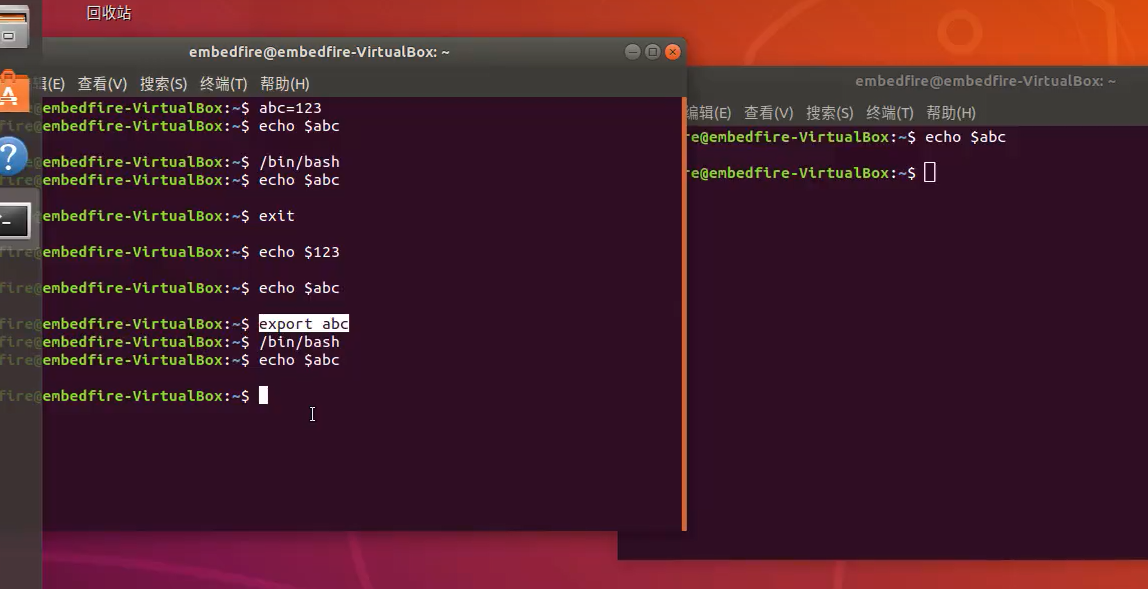 回收站
embedfire@embedfire-VirtualBox: ~
辑(E) 查看(V) 搜索(S) 终端(T) 帮助(H)
fire@embedfire-VirtualBox:~$ abc=123
fire@embedfire-VirtualBox:~$ echo $abc
fire@embedfire-VirtualBox:~$ /bin/bash
fire@embedfire-VirtualBox:~$ echo $abc
fire@embedfire-VirtualBox:~$ exit
fire@embedfire-VirtualBox:~$ echo $123
fire@embedfire-VirtualBox:~$ echo $abc
fire@embedfire-VirtualBox:~$ export abc
fire@embedfire-VirtualBox:~$ /bin/bash
fire@embedfire-VirtualBox:~$ echo $abc
fire@embedfire-VirtualBox:~$
embedfire@embedfire-VirtualBox: ~
编辑(E) 查看(V) 搜索(S) 终端(T) 帮助(H)
re@embedfire-VirtualBox:~$ echo $abc
re@embedfire-VirtualBox:~$